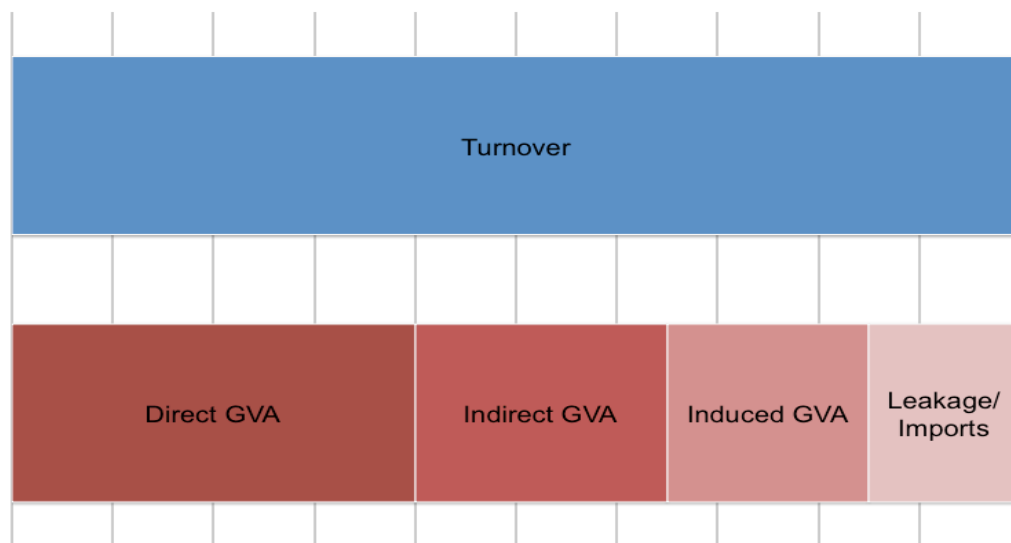 Turnover
Direct GVA
Indirect GVA
Induced GVA
Leakage/
Imports